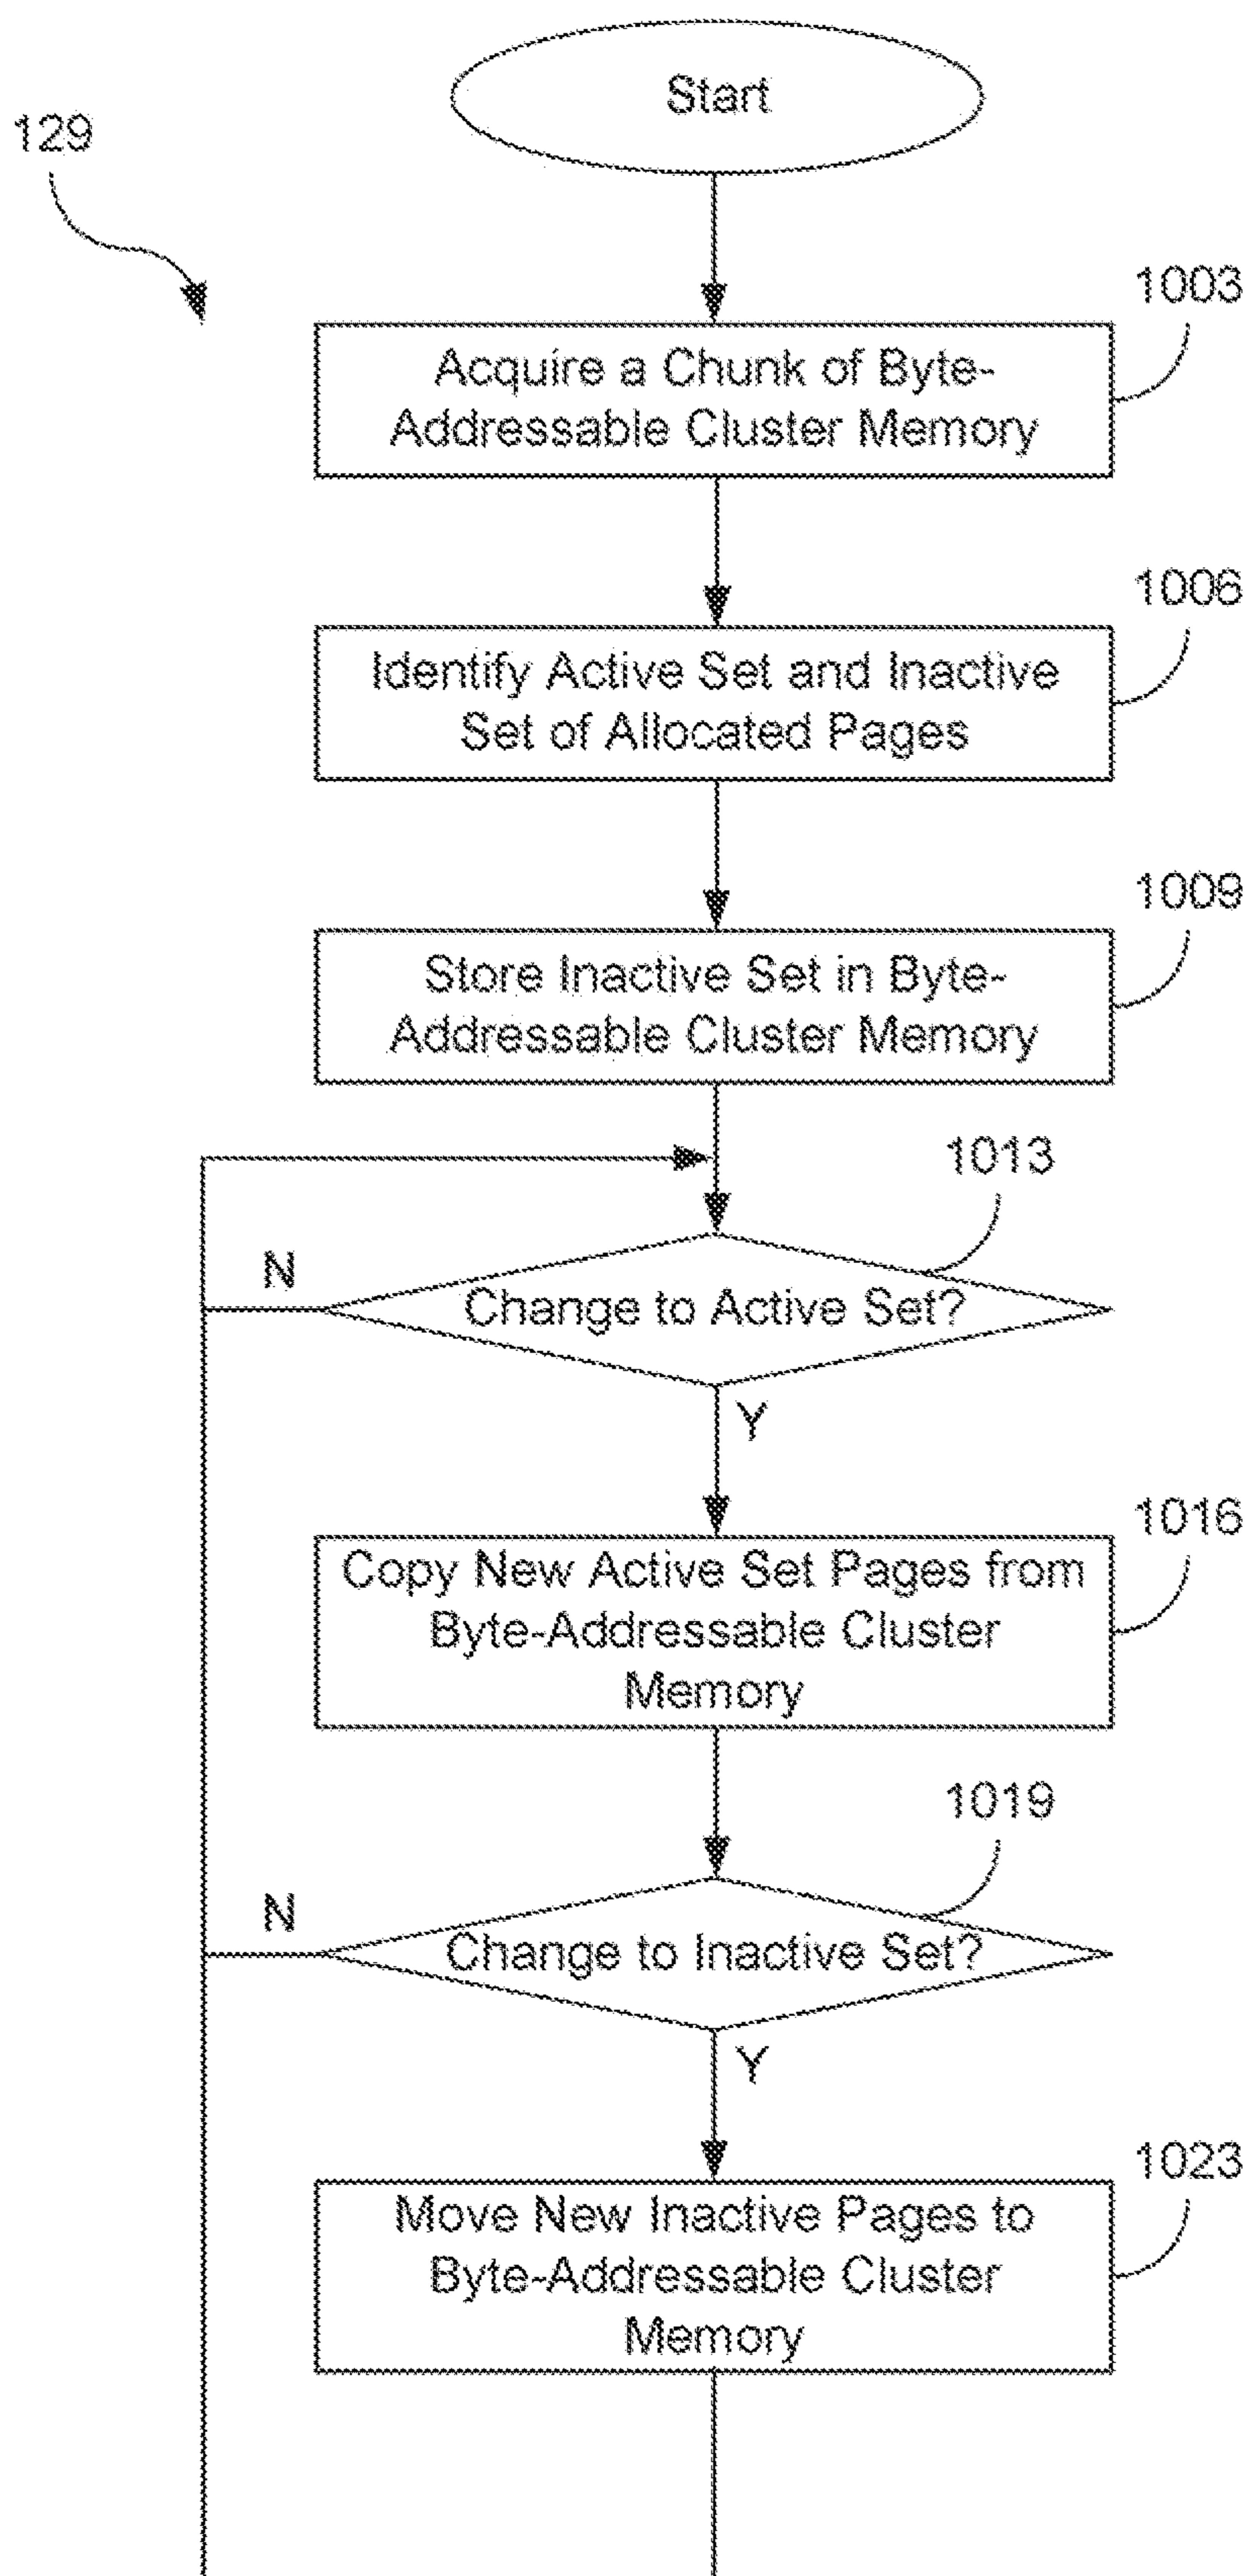 Start
129
1003
Acquire a Chunk of Byte-
Addressable Cluster Memory
1006
Identify Active Set and Inactive
Set of Allocated Pages
1009
Store Inactive Set in Byte-
Addressable Cluster Memory
1013
N
Change to Active Set?
Y
1016
Copy New Active Set Pages from
Byte-Addressable Cluster
Memory
1019
N
Change to Inactive Set?
Y
1023
Move New Inactive Pages to
Byte-Addressable Cluster
Memory